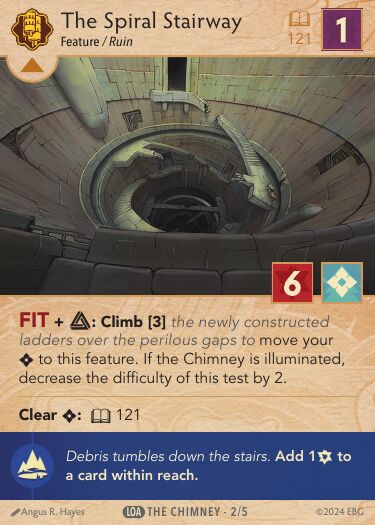 The Spiral Stairway
Feature / Ruin
121
1
6
FIT + : Climb [3] the newly constructed
ladders over the perilous gaps to move your
to this feature. If the Chimney is illuminated,
decrease the difficulty of this test by 2.
Clear : 121
Debris tumbles down the stairs. Add 1 to
a card within reach.
Angus R. Hayes
LOA THE CHIMNEY • 2/5
©2024 EBG